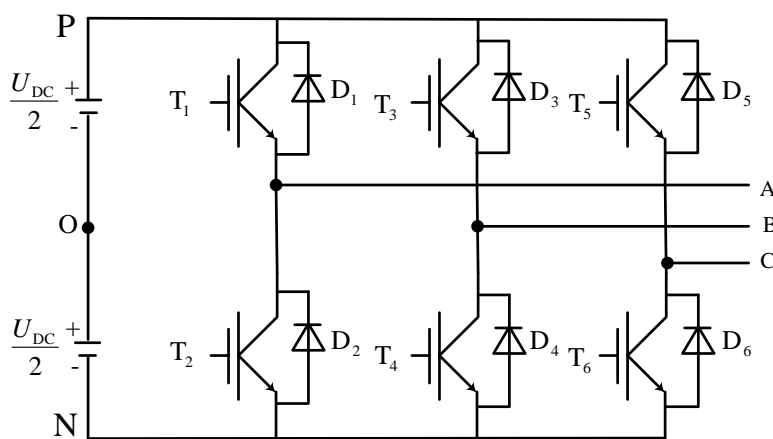 P
U_DC/2
+
-
T₁
D₁
T₃
D₃
T₅
D₅
A
O
B
C
U_DC/2
+
-
T₂
D₂
T₄
D₄
T₆
D₆
N